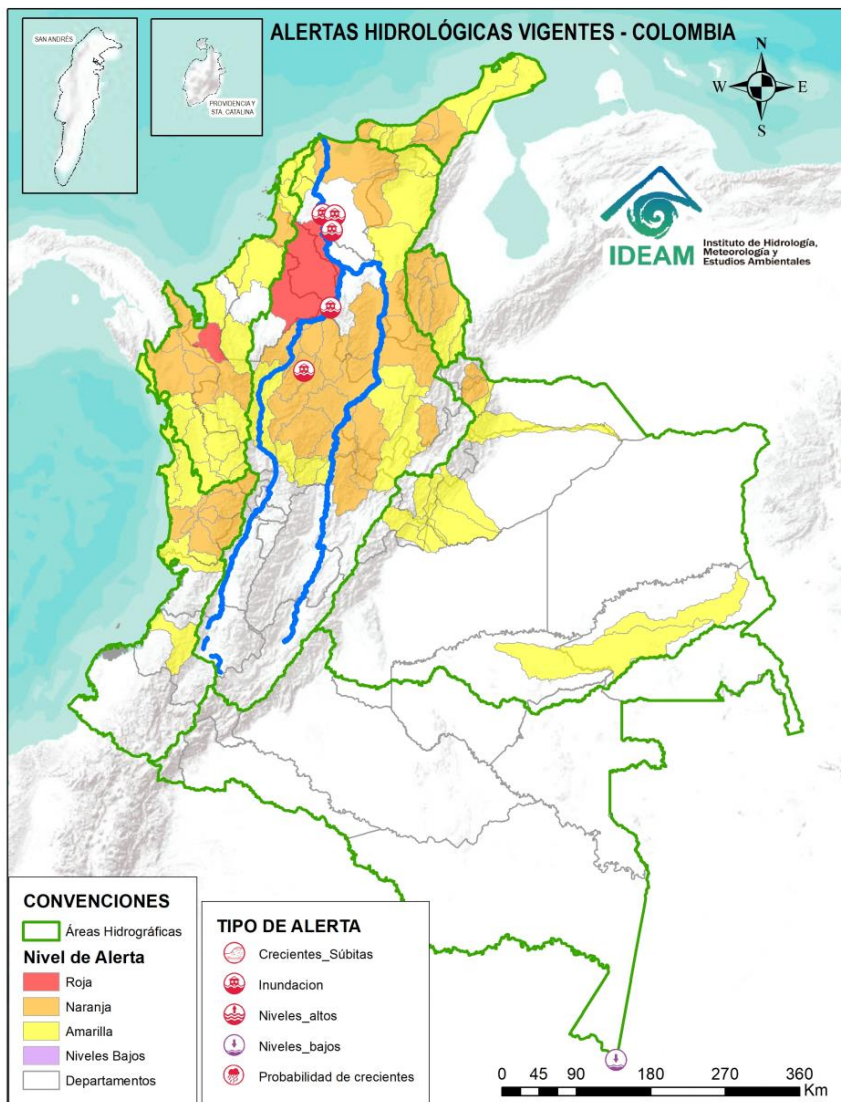 ALERTAS HIDROLÓGICAS VIGENTES - COLOMBIA
SAN ANDRÉS
PROVIDENCIA Y
STA. CATALINA
N
W
E
S
IDEAM
Instituto de Hidrología,
Meteorología y
Estudios Ambientales
CONVENCIONES
Áreas Hidrográficas
Nivel de Alerta
Roja
Naranja
Amarilla
Niveles Bajos
Departamentos
TIPO DE ALERTA
Crecientes_Súbitas
Inundacion
Niveles_altos
Niveles_bajos
Probabilidad de crecientes
0 45 90 180 270 360
Km